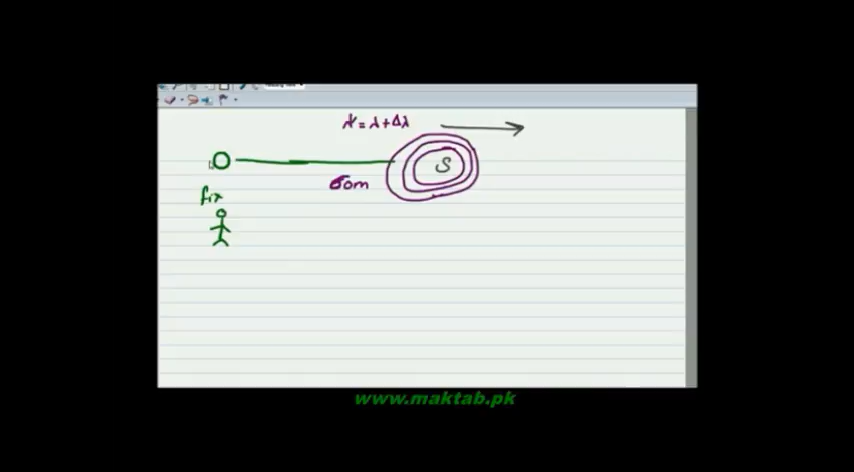 λ' = λ + Δλ
S
O
50m
fix
www.maktab.pk